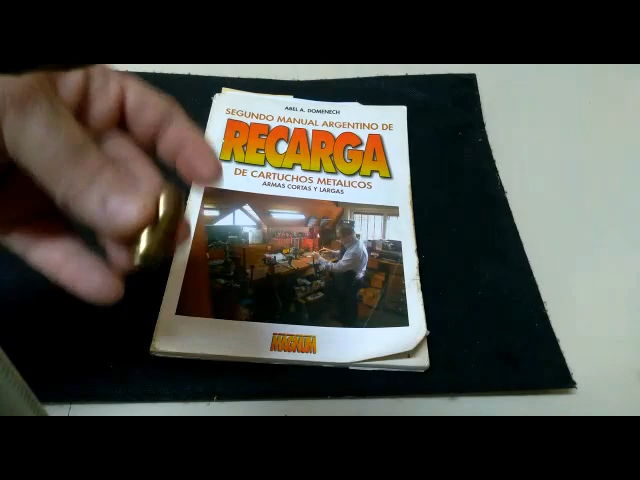 ABEL A. DOMENECH
SEGUNDO MANUAL ARGENTINO DE
RECARGA
DE CARTUCHOS METALICOS
ARMAS CORTAS Y LARGAS
MAGNUM